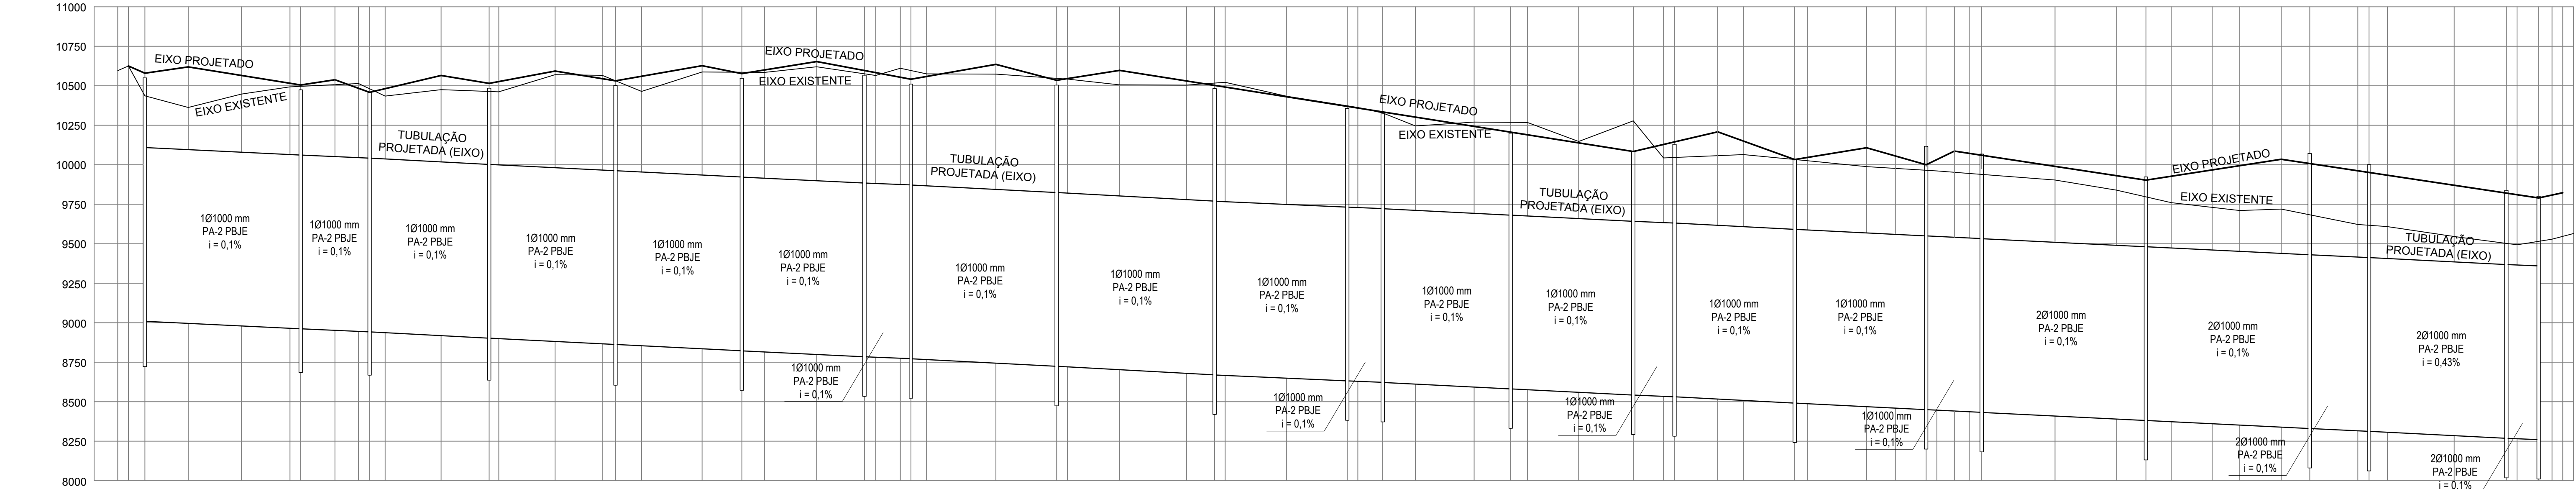 11000
10750
10500
10250
10000
9750
9500
9250
9000
8750
8500
8250
8000
EIXO PROJETADO
EIXO EXISTENTE
TUBULAÇÃO
PROJETADA (EIXO)
EIXO PROJETADO
EIXO EXISTENTE
TUBULAÇÃO
PROJETADA (EIXO)
EIXO PROJETADO
EIXO EXISTENTE
TUBULAÇÃO
PROJETADA (EIXO)
EIXO PROJETADO
EIXO EXISTENTE
TUBULAÇÃO
PROJETADA (EIXO)
1Ø1000 mm
PA-2 PBJE
i = 0,1%
1Ø1000 mm
PA-2 PBJE
i = 0,1%
1Ø1000 mm
PA-2 PBJE
i = 0,1%
1Ø1000 mm
PA-2 PBJE
i = 0,1%
1Ø1000 mm
PA-2 PBJE
i = 0,1%
1Ø1000 mm
PA-2 PBJE
i = 0,1%
1Ø1000 mm
PA-2 PBJE
i = 0,1%
1Ø1000 mm
PA-2 PBJE
i = 0,1%
1Ø1000 mm
PA-2 PBJE
i = 0,1%
1Ø1000 mm
PA-2 PBJE
i = 0,1%
1Ø1000 mm
PA-2 PBJE
i = 0,1%
1Ø1000 mm
PA-2 PBJE
i = 0,1%
1Ø1000 mm
PA-2 PBJE
i = 0,1%
1Ø1000 mm
PA-2 PBJE
i = 0,1%
1Ø1000 mm
PA-2 PBJE
i = 0,1%
1Ø1000 mm
PA-2 PBJE
i = 0,1%
1Ø1000 mm
PA-2 PBJE
i = 0,1%
2Ø1000 mm
PA-2 PBJE
i = 0,1%
2Ø1000 mm
PA-2 PBJE
i = 0,1%
2Ø1000 mm
PA-2 PBJE
i = 0,1%
2Ø1000 mm
PA-2 PBJE
i = 0,43%
2Ø1000 mm
PA-2 PBJE
i = 0,1%